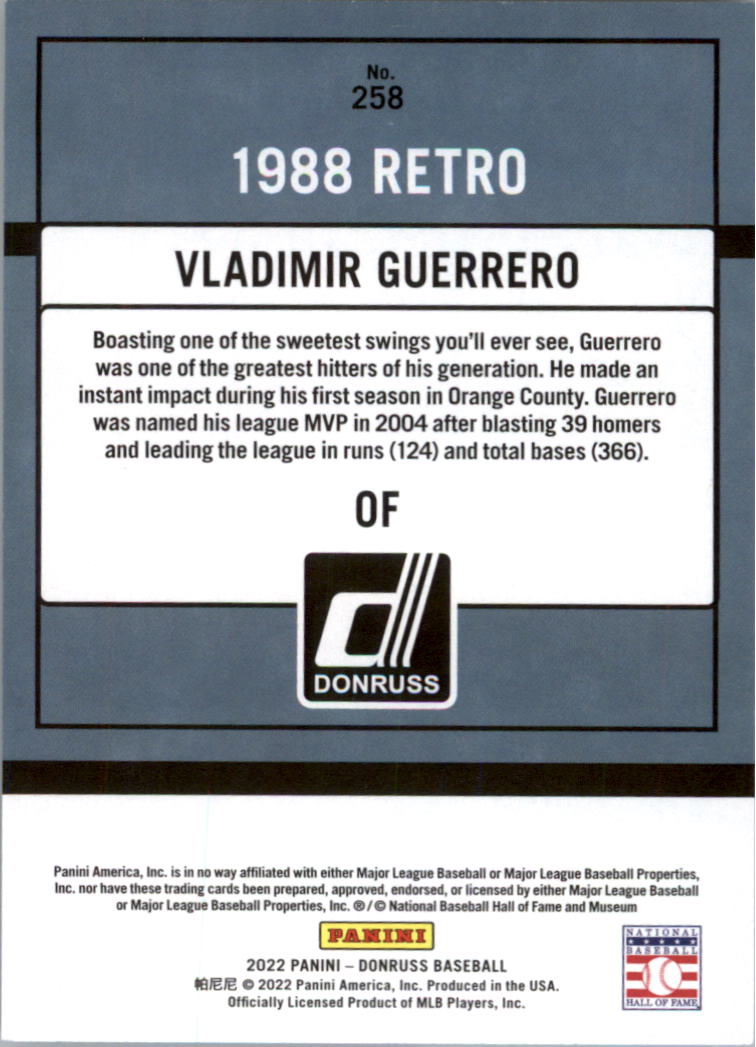 No.
258
1988 RETRO
VLADIMIR GUERRERO
Boasting one of the sweetest swings you'll ever see, Guerrero
was one of the greatest hitters of his generation. He made an
instant impact during his first season in Orange County. Guerrero
was named his league MVP in 2004 after blasting 39 homers
and leading the league in runs (124) and total bases (366).
OF
d
DONRUSS
Panini America, Inc. is in no way affiliated with either Major League Baseball or Major League Baseball Properties,
Inc. nor have these trading cards been prepared, approved, endorsed, or licensed by either Major League Baseball
or Major League Baseball Properties, Inc. ®/© National Baseball Hall of Fame and Museum
PANINI
2022 PANINI – DONRUSS BASEBALL
帕尼尼 © 2022 Panini America, Inc. Produced in the USA.
Officially Licensed Product of MLB Players, Inc.
NATIONAL
BASEBALL
HALL OF FAME